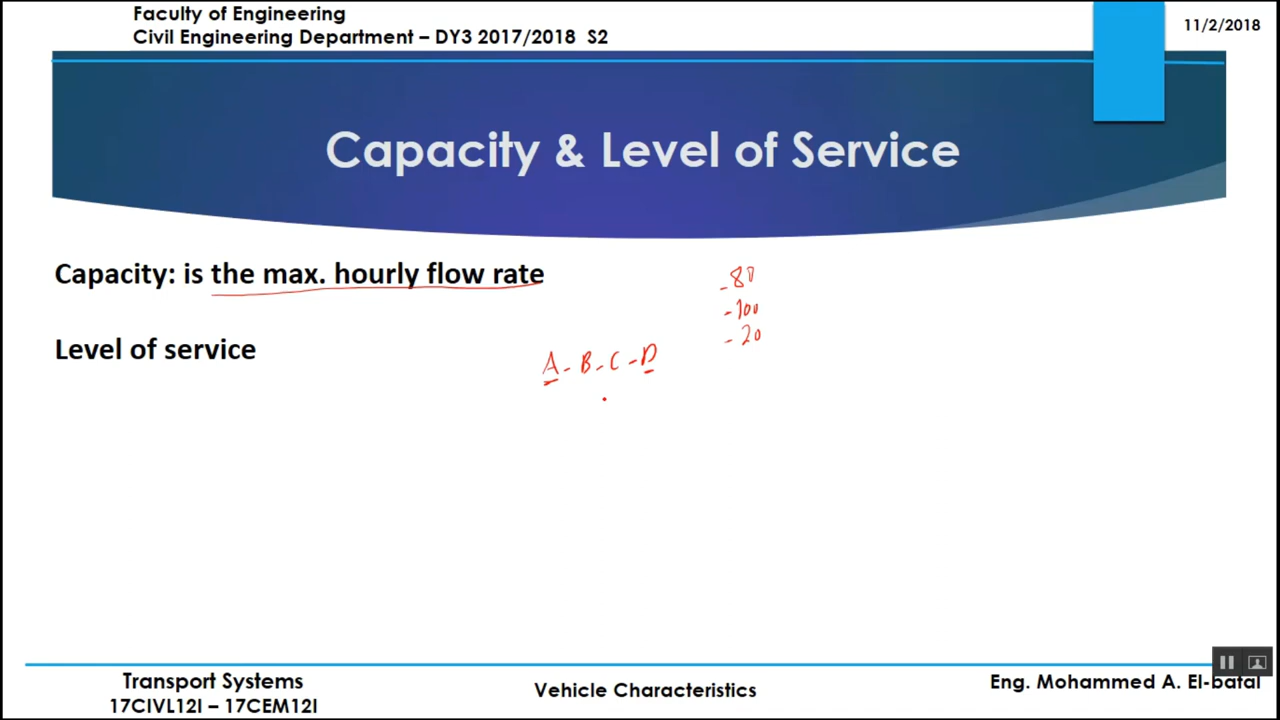 Faculty of Engineering
Civil Engineering Department – DY3 2017/2018 S2
11/2/2018
Capacity & Level of Service
Capacity: is the max. hourly flow rate
- 80
- 100
- 20
Level of service
A - B - C - D
Transport Systems
17CIVL12I – 17CEM12I
Vehicle Characteristics
Eng. Mohammed A. El-batal